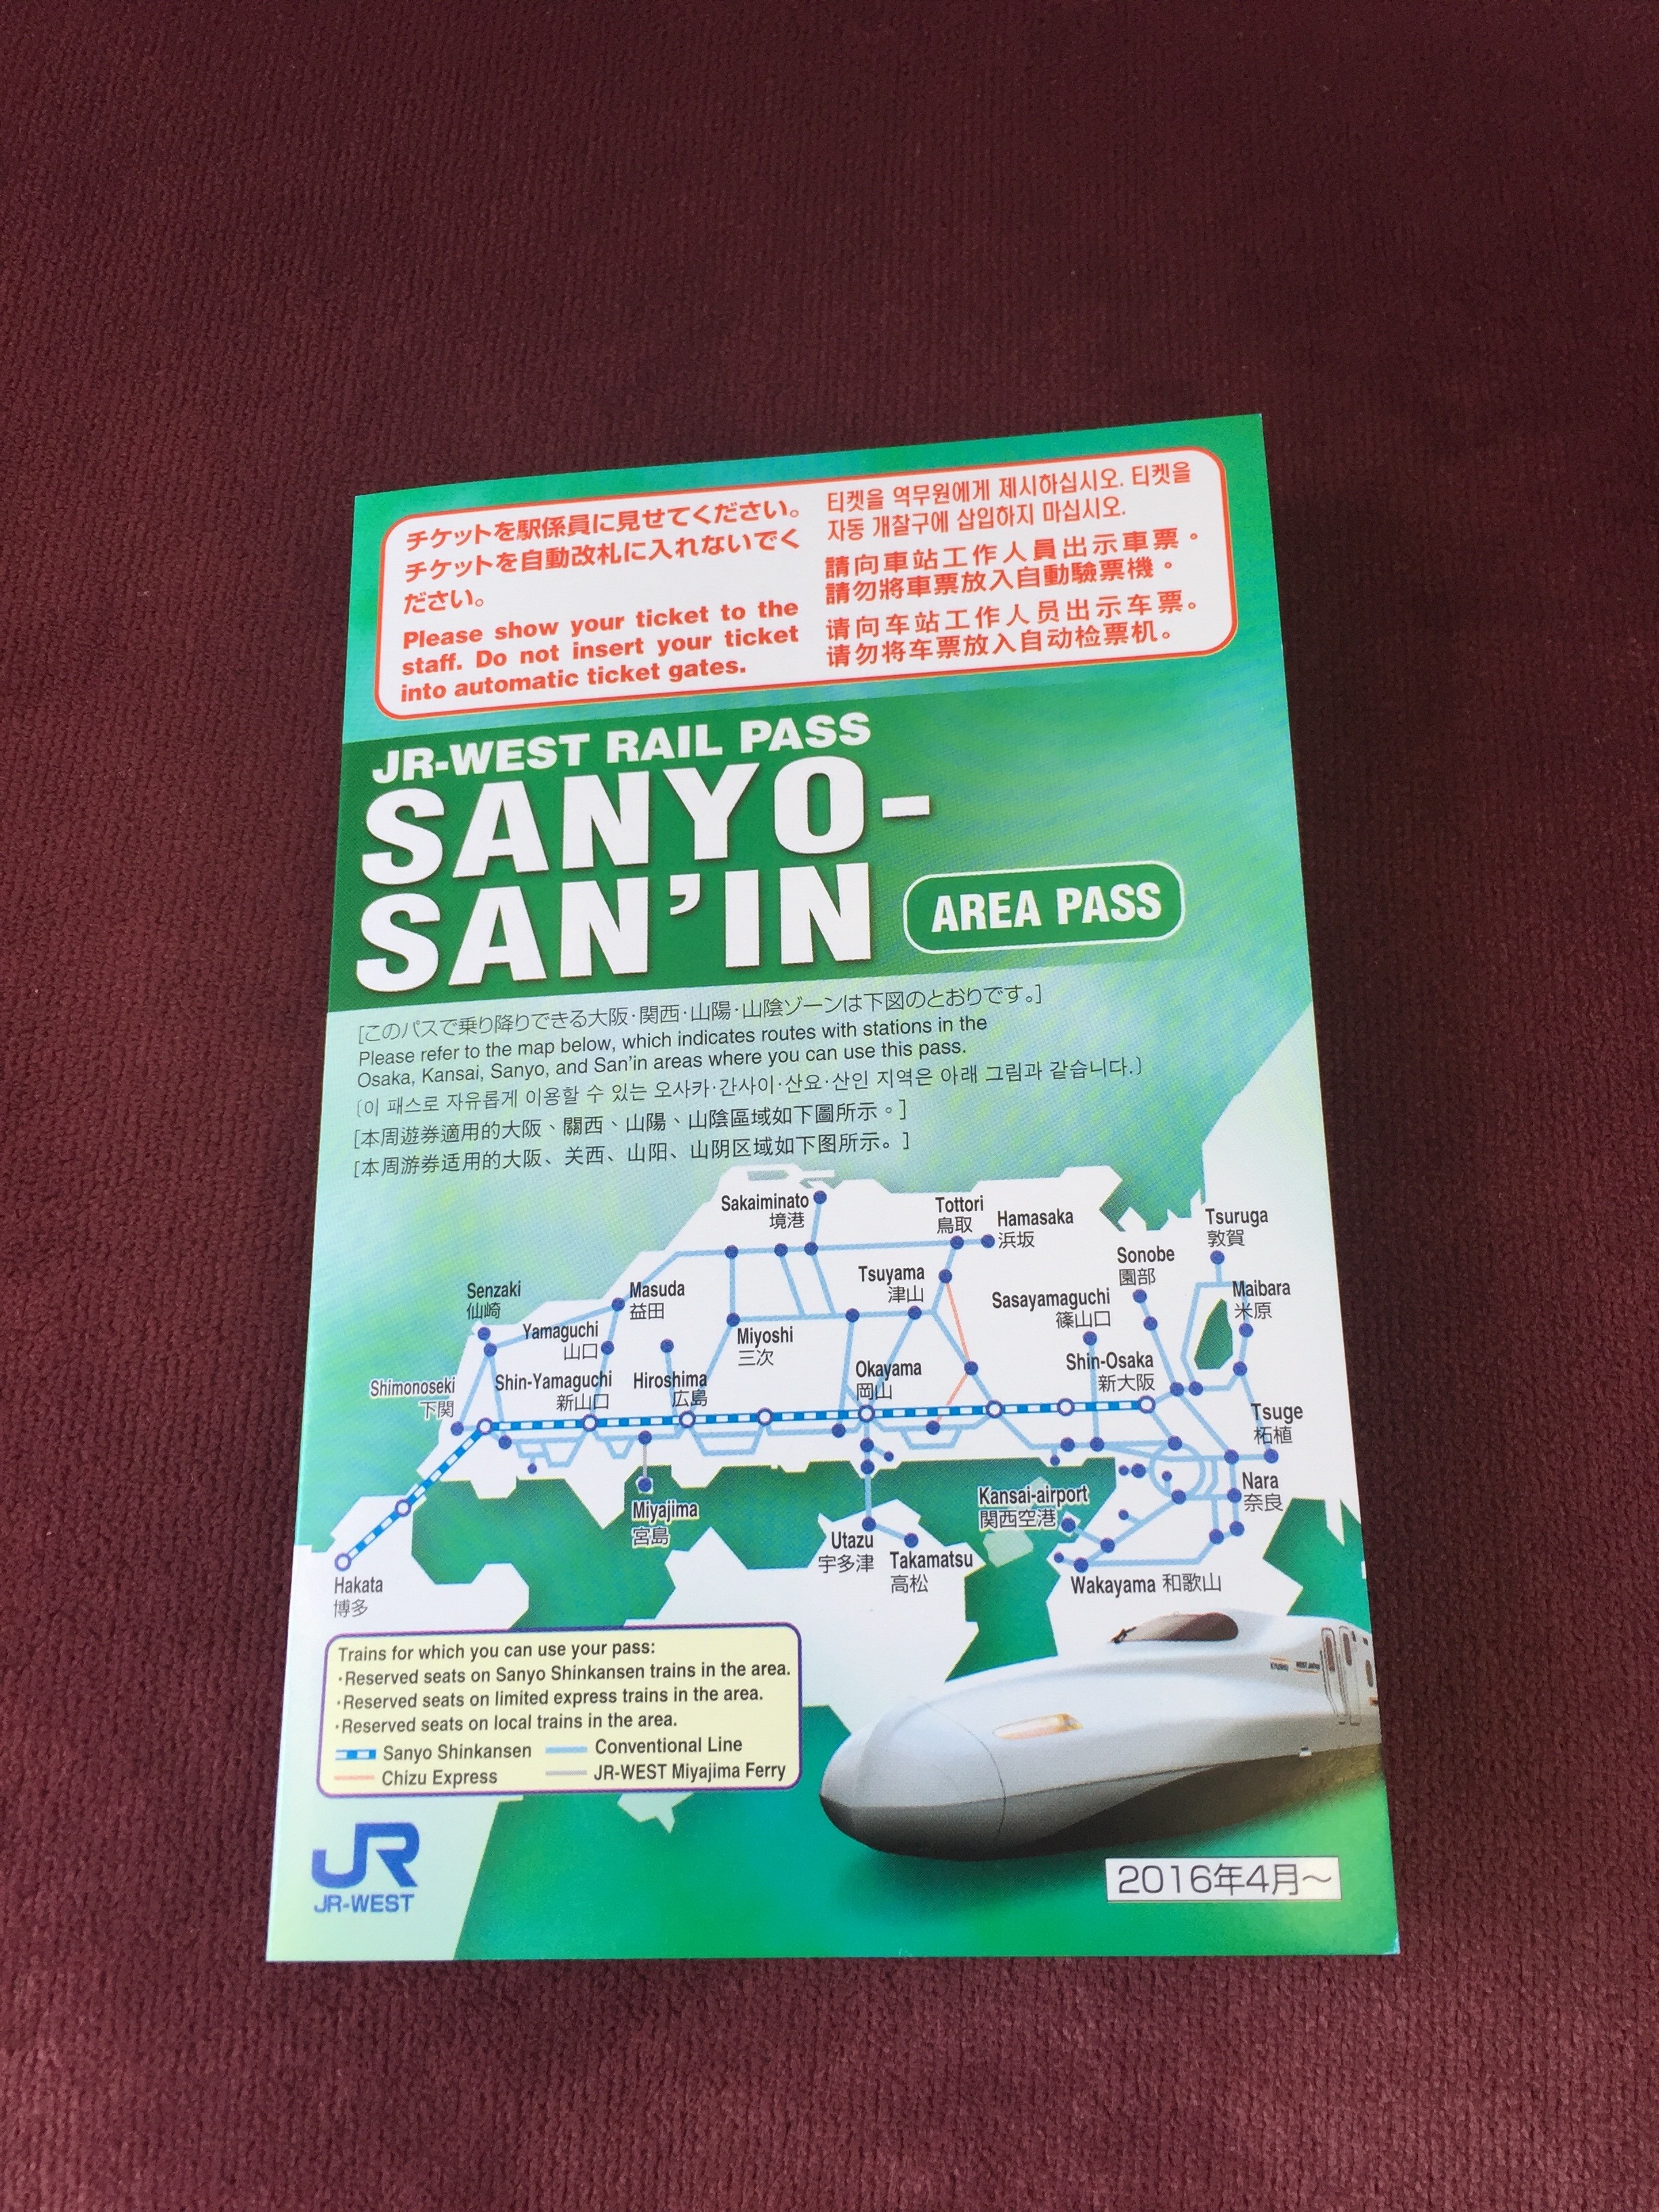 チケットを駅係員に見せてください。
チケットを自動改札に入れないでく
ださい。
Please show your ticket to the
staff. Do not insert your ticket
into automatic ticket gates.
티켓을 역무원에게 제시하십시오. 티켓을
자동 개찰구에 삽입하지 마십시오.
請向車站工作人員出示車票。
請勿將車票放入自動驗票機。
请向车站工作人员出示车票。
请勿将车票放入自动检票机。
JR-WEST RAIL PASS
SANYO-
SAN'IN
AREA PASS
[このパスで乗り降りできる大阪・関西・山陽・山陰ゾーンは下図のとおりです。]
Please refer to the map below, which indicates routes with stations in the
Osaka, Kansai, Sanyo, and San'in areas where you can use this pass.
[이 패스로 자유롭게 이용할 수 있는 오사카·간사이·산요·산인 지역은 아래 그림과 같습니다.]
[本周遊券適用的大阪、關西、山陽、山陰區域如下圖所示。]
[本周游券适用的大阪、关西、山阳、山阴区域如下图所示。]
Sakaiminato
境港
Tottori
鳥取
Hamasaka
浜坂
Tsuruga
敦賀
Sonobe
園部
Tsuyama
津山
Senzaki
仙崎
Masuda
益田
Sasayamaguchi
篠山口
Maibara
米原
Yamaguchi
山口
Miyoshi
三次
Shin-Osaka
新大阪
Okayama
岡山
Shimonoseki
下関
Shin-Yamaguchi
新山口
Hiroshima
広島
Tsuge
柘植
Nara
奈良
Kansai-airport
関西空港
Miyajima
宮島
Utazu
宇多津
Takamatsu
高松
Wakayama 和歌山
Hakata
博多
Trains for which you can use your pass:
・Reserved seats on Sanyo Shinkansen trains in the area.
・Reserved seats on limited express trains in the area.
・Reserved seats on local trains in the area.
Sanyo Shinkansen
Conventional Line
Chizu Express
JR-WEST Miyajima Ferry
KYUSHU WEST JAPAN
JR
JR-WEST
2016年4月～